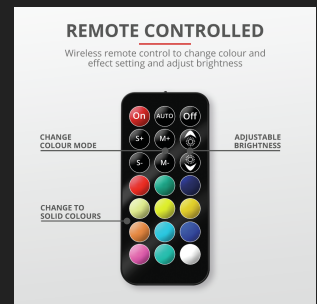 REMOTE CONTROLLED
Wireless remote control to change colour and
effect setting and adjust brightness
On AUTO Off
S+ M+
CHANGE
COLOUR MODE
ADJUSTABLE
BRIGHTNESS
S- M-
CHANGE TO
SOLID COLOURS